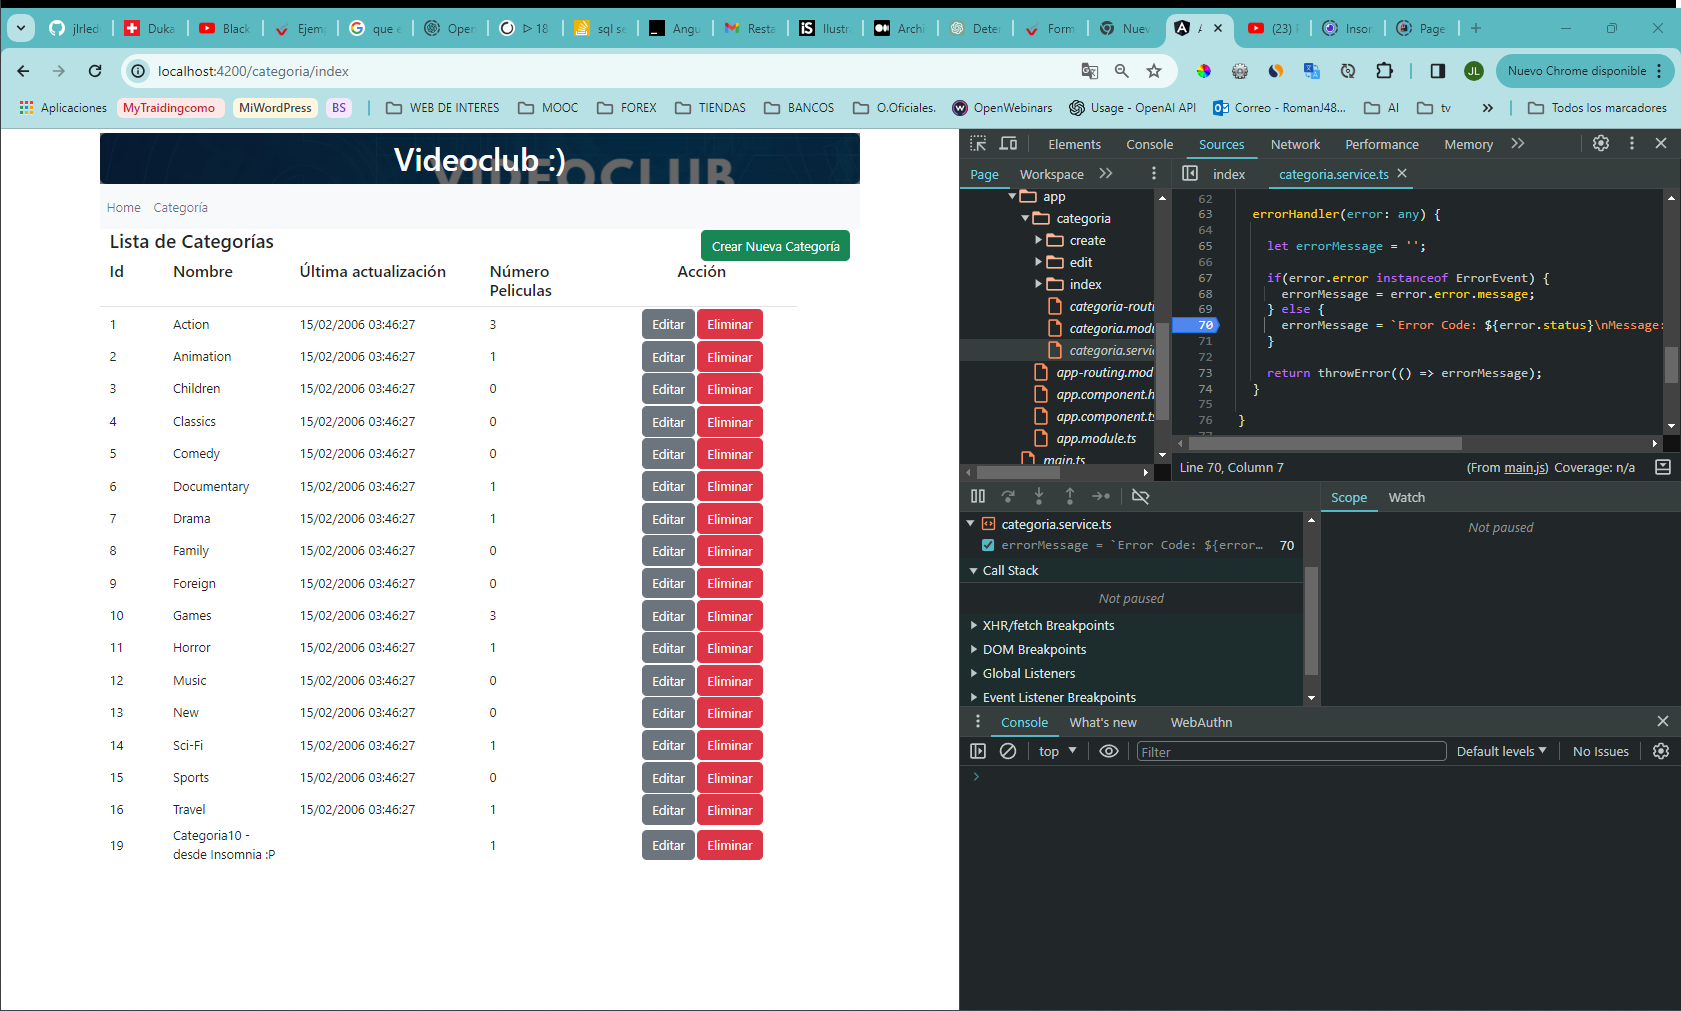 jlrled
Duka
Black
Ejem
que e
Open
18
sql se
Angu
Resta
Ilustr
Archi
Deter
Form
Nuev
(23)
Insor
Page
localhost:4200/categoria/index
JL
Nuevo Chrome disponible
Aplicaciones
MyTraidingcomo
MiWordPress
BS
WEB DE INTERES
MOOC
FOREX
TIENDAS
BANCOS
O.Oficiales.
OpenWebinars
Usage - OpenAI API
Correo - RomanJ48...
AI
tv
Todos los marcadores
Videoclub :)
VIDEOCLUB
Home Categoría
Lista de Categorías
Crear Nueva Categoría
Id Nombre Última actualización Número Peliculas Acción
1 Action 15/02/2006 03:46:27 3 Editar Eliminar
2 Animation 15/02/2006 03:46:27 1 Editar Eliminar
3 Children 15/02/2006 03:46:27 0 Editar Eliminar
4 Classics 15/02/2006 03:46:27 0 Editar Eliminar
5 Comedy 15/02/2006 03:46:27 0 Editar Eliminar
6 Documentary 15/02/2006 03:46:27 1 Editar Eliminar
7 Drama 15/02/2006 03:46:27 1 Editar Eliminar
8 Family 15/02/2006 03:46:27 0 Editar Eliminar
9 Foreign 15/02/2006 03:46:27 0 Editar Eliminar
10 Games 15/02/2006 03:46:27 3 Editar Eliminar
11 Horror 15/02/2006 03:46:27 1 Editar Eliminar
12 Music 15/02/2006 03:46:27 0 Editar Eliminar
13 New 15/02/2006 03:46:27 0 Editar Eliminar
14 Sci-Fi 15/02/2006 03:46:27 1 Editar Eliminar
15 Sports 15/02/2006 03:46:27 0 Editar Eliminar
16 Travel 15/02/2006 03:46:27 1 Editar Eliminar
19 Categoria10 - desde Insomnia :P 1 Editar Eliminar
Elements Console Sources Network Performance Memory
Page Workspace
index categoria.service.ts
app
categoria
create
edit
index
categoria-routi
categoria.modu
categoria.servic
app-routing.mod
app.component.h
app.component.ts
app.module.ts
main.ts
62
63 errorHandler(error: any) {
64
65 let errorMessage = '';
66
67 if(error.error instanceof ErrorEvent) {
68 errorMessage = error.error.message;
69 } else {
70 errorMessage = `Error Code: ${error.status}\nMessage:
71 }
72
73 return throwError(() => errorMessage);
74 }
75
76 }
77
Line 70, Column 7 (From main.js) Coverage: n/a
Scope Watch
Not paused
categoria.service.ts
errorMessage = `Error Code: ${error... 70
Call Stack
Not paused
XHR/fetch Breakpoints
DOM Breakpoints
Global Listeners
Event Listener Breakpoints
Console What's new WebAuthn
top Filter Default levels No Issues